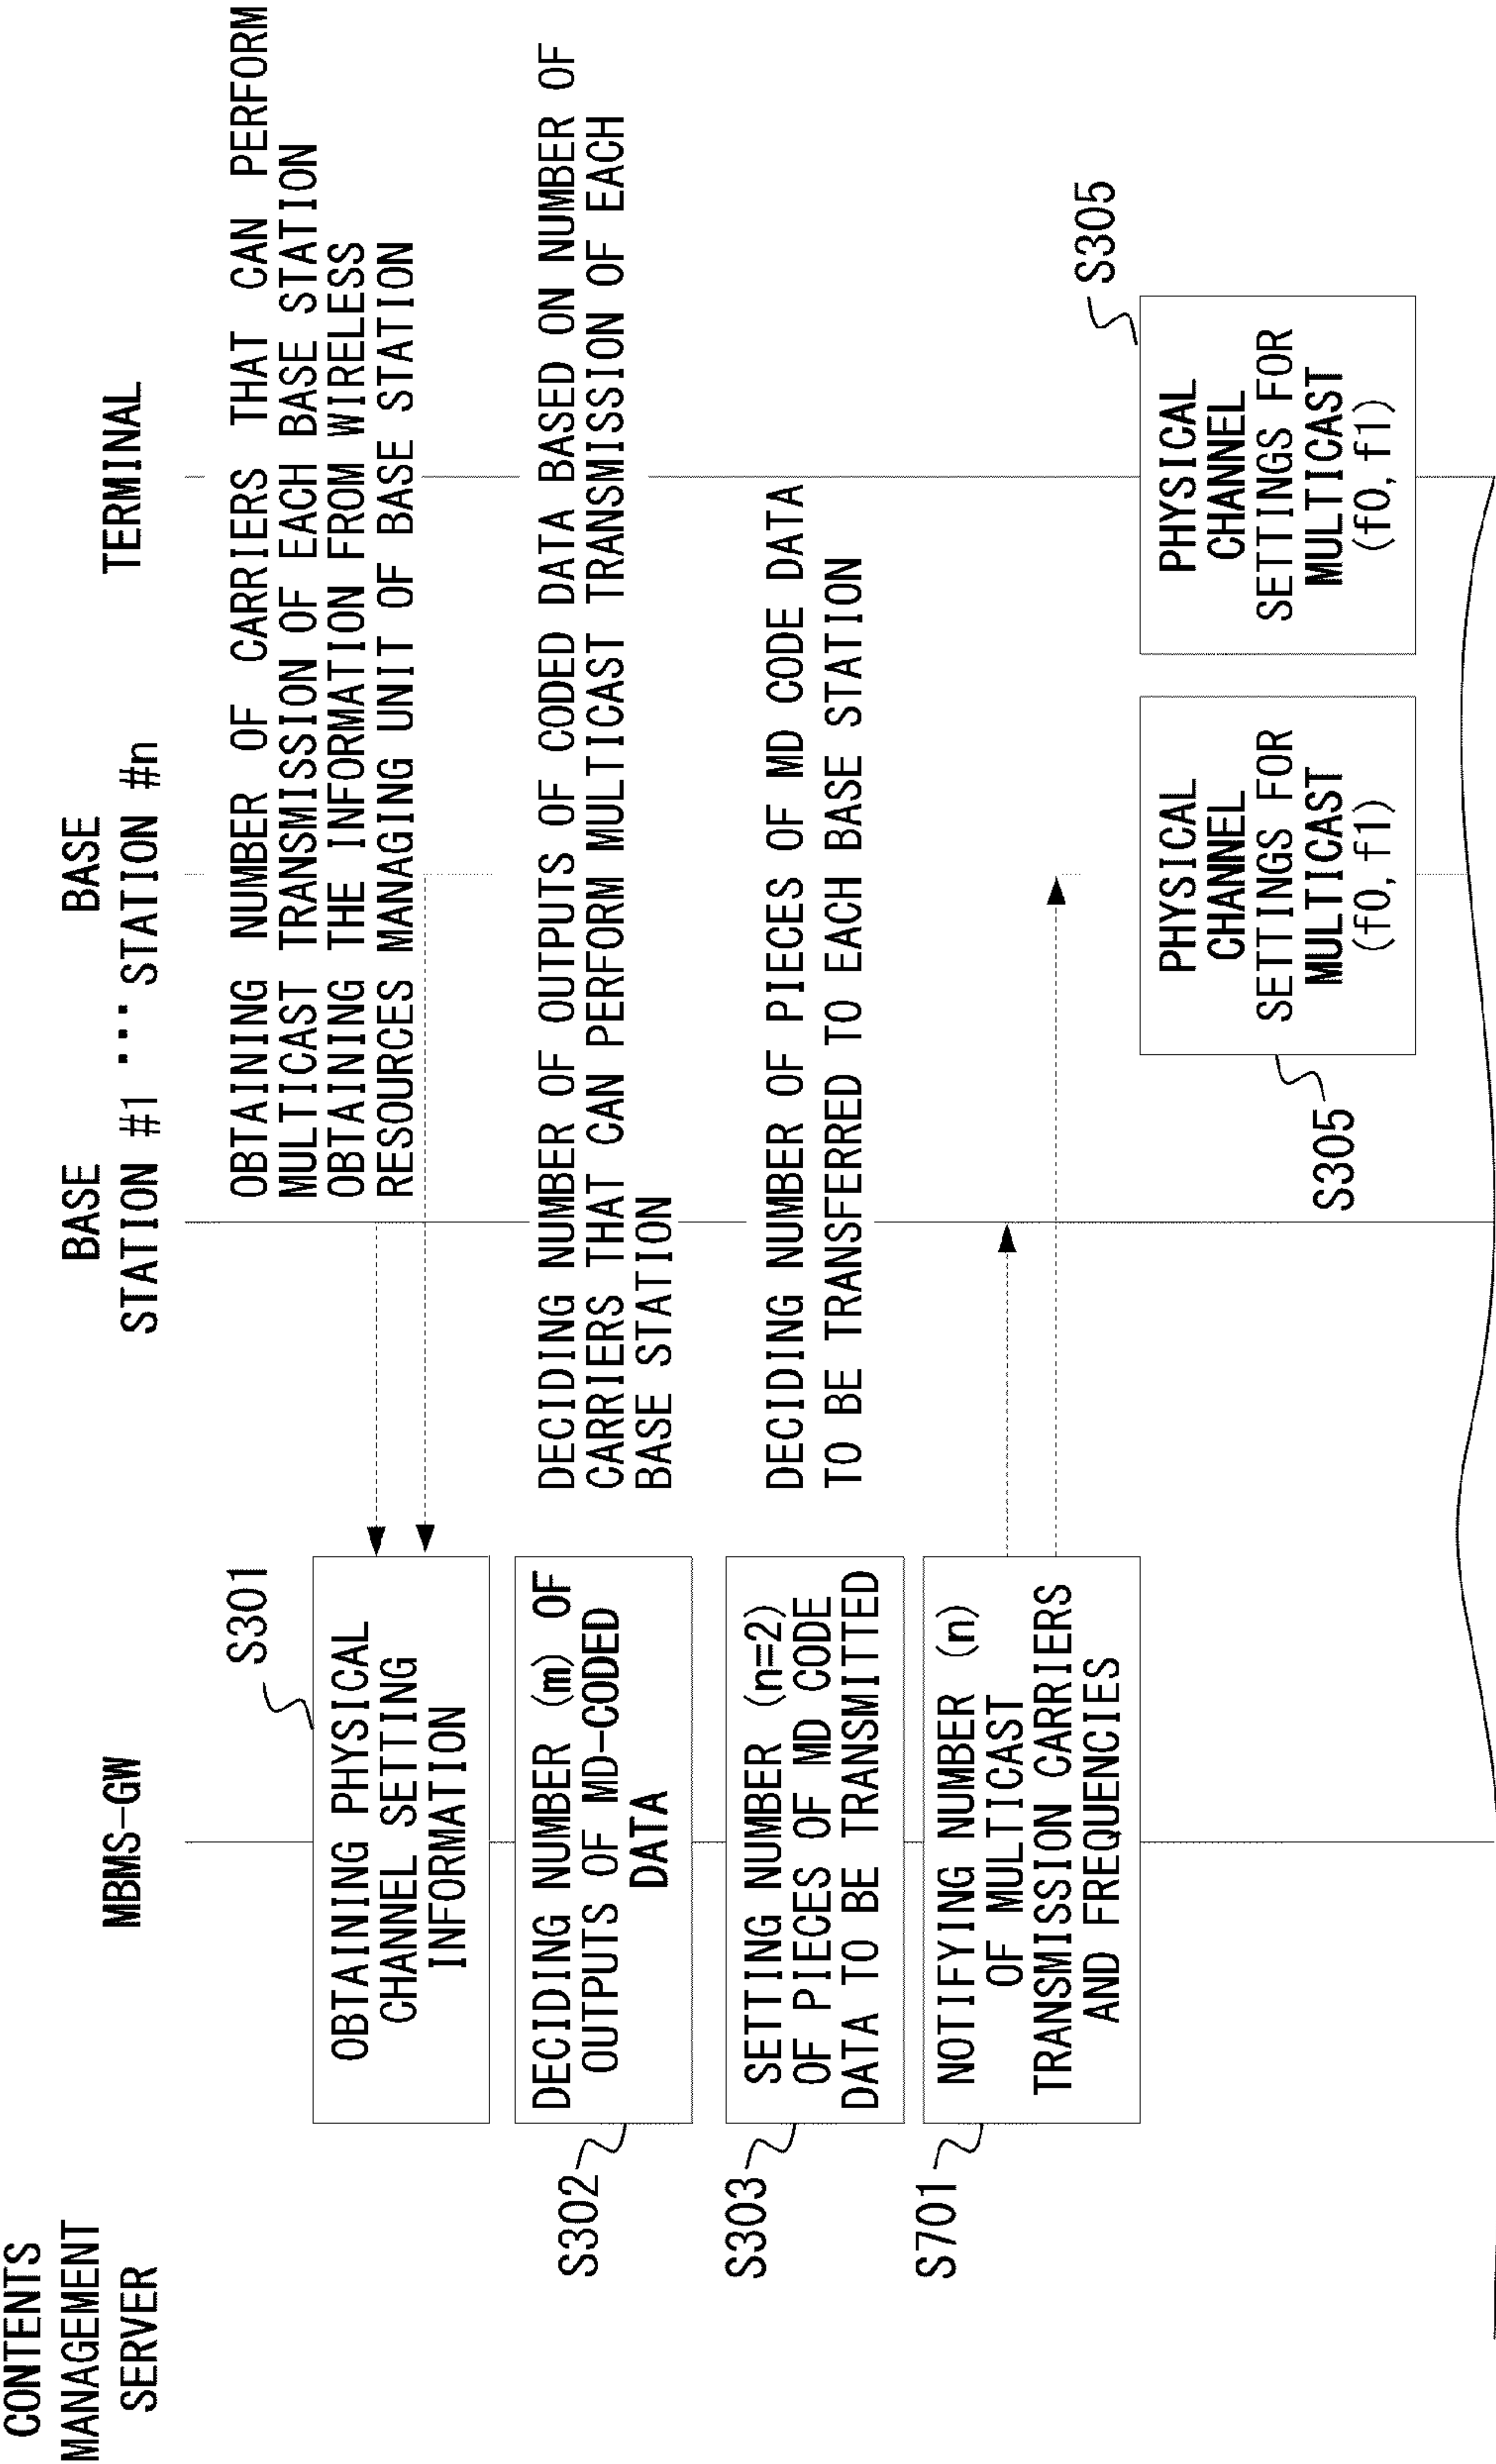 CONTENTS
MANAGEMENT
SERVER
MBMS-GW
BASE
STATION #1
...
BASE
STATION #n
TERMINAL
S301
OBTAINING PHYSICAL
CHANNEL SETTING
INFORMATION
OBTAINING NUMBER OF CARRIERS THAT CAN PERFORM
MULTICAST TRANSMISSION OF EACH BASE STATION
OBTAINING THE INFORMATION FROM WIRELESS
RESOURCES MANAGING UNIT OF BASE STATION
S302
DECIDING NUMBER (m) OF
OUTPUTS OF MD-CODED
DATA
DECIDING NUMBER OF OUTPUTS OF CODED DATA BASED ON NUMBER OF
CARRIERS THAT CAN PERFORM MULTICAST TRANSMISSION OF EACH
BASE STATION
S303
SETTING NUMBER (n=2)
OF PIECES OF MD CODE
DATA TO BE TRANSMITTED
DECIDING NUMBER OF PIECES OF MD CODE DATA
TO BE TRANSFERRED TO EACH BASE STATION
S701
NOTIFYING NUMBER (n)
OF MULTICAST
TRANSMISSION CARRIERS
AND FREQUENCIES
S305
PHYSICAL
CHANNEL
SETTINGS FOR
MULTICAST
(f0, f1)
S305
PHYSICAL
CHANNEL
SETTINGS FOR
MULTICAST
(f0, f1)